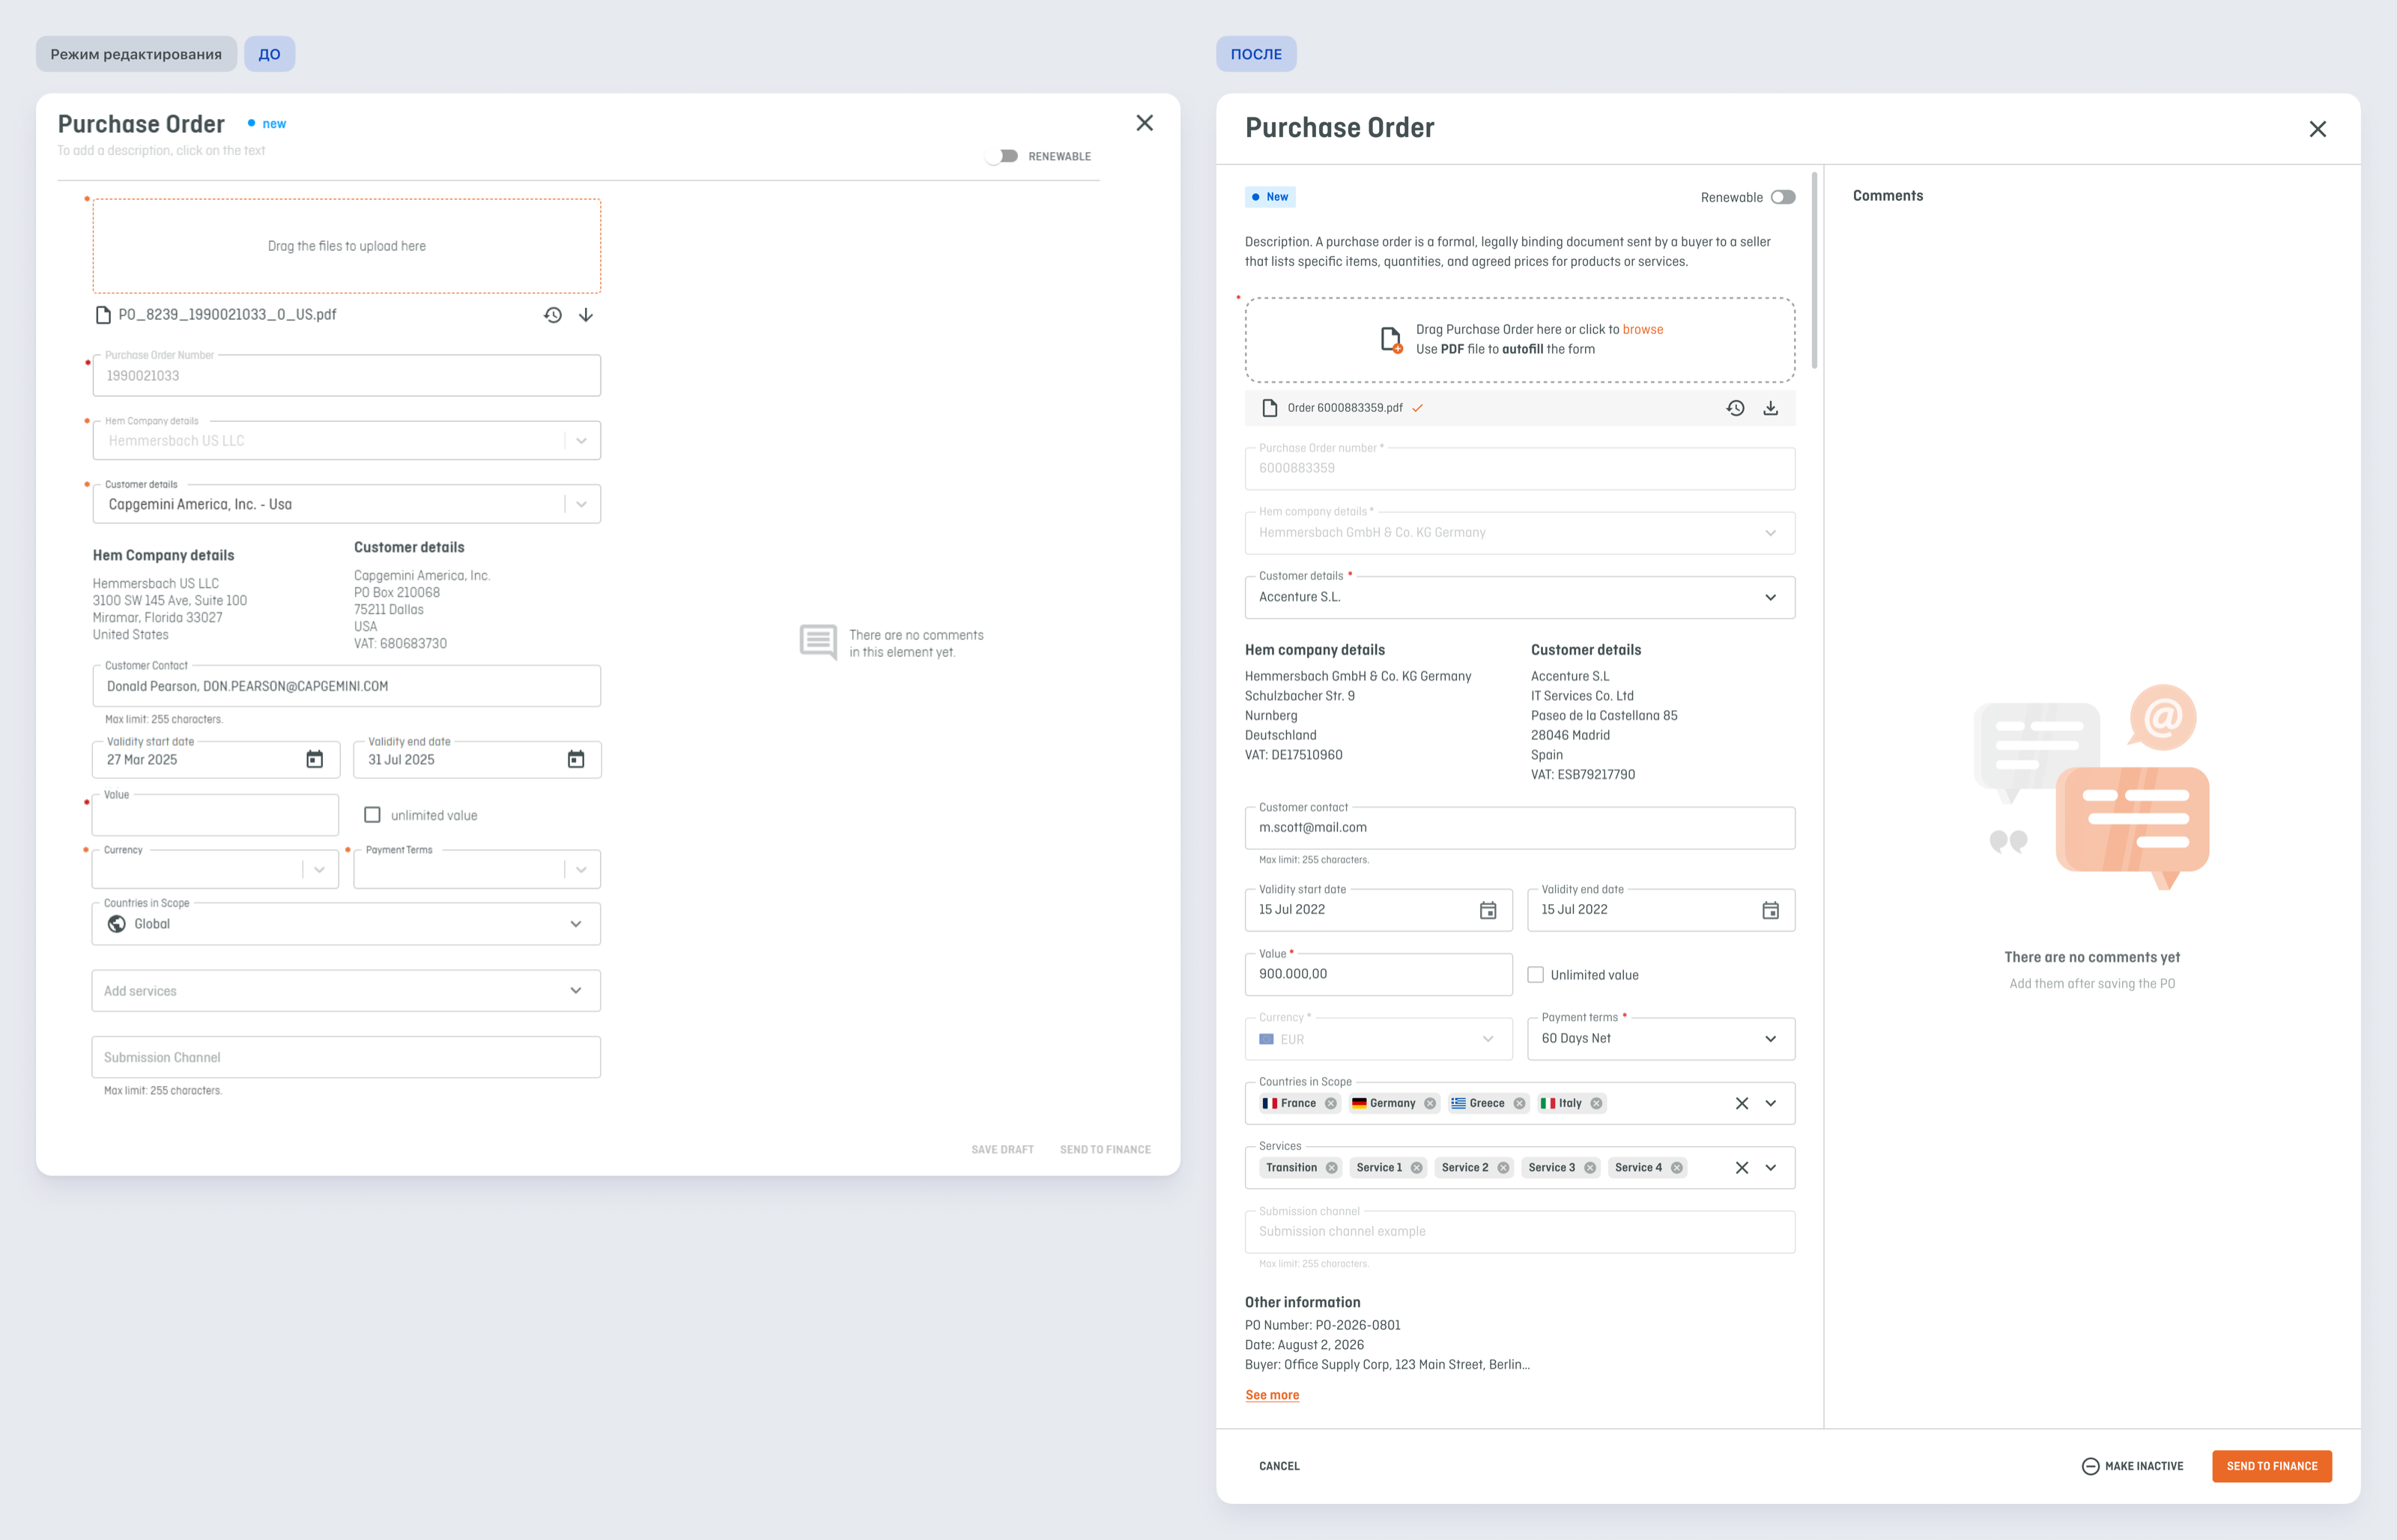 Режим редактирования
ДО
Purchase Order
new
To add a description, click on the text
RENEWABLE
*
Drag the files to upload here
PO_8239_1990021033_0_US.pdf
*
Purchase Order Number
1990021033
*
Hem Company details
Hemmersbach US LLC
*
Customer details
Capgemini America, Inc. - Usa
Hem Company details
Hemmersbach US LLC
3100 SW 145 Ave, Suite 100
Miramar, Florida 33027
United States
Customer details
Capgemini America, Inc.
PO Box 210068
75211 Dallas
USA
VAT: 680683730
Customer Contact
Donald Pearson, DON.PEARSON@CAPGEMINI.COM
Max limit: 255 characters.
Validity start date
27 Mar 2025
Validity end date
31 Jul 2025
*
Value
unlimited value
*
Currency
*
Payment Terms
Countries in Scope
Global
Add services
Submission Channel
Max limit: 255 characters.
There are no comments
in this element yet.
SAVE DRAFT
SEND TO FINANCE
ПОСЛЕ
Purchase Order
New
Renewable
Description. A purchase order is a formal, legally binding document sent by a buyer to a seller
that lists specific items, quantities, and agreed prices for products or services.
*
Drag Purchase Order here or click to browse
Use PDF file to autofill the form
Order 6000883359.pdf
Purchase Order number *
6000883359
Hem company details *
Hemmersbach GmbH & Co. KG Germany
Customer details *
Accenture S.L.
Hem company details
Hemmersbach GmbH & Co. KG Germany
Schulzbacher Str. 9
Nurnberg
Deutschland
VAT: DE17510960
Customer details
Accenture S.L
IT Services Co. Ltd
Paseo de la Castellana 85
28046 Madrid
Spain
VAT: ESB79217790
Customer contact
m.scott@mail.com
Max limit: 255 characters.
Validity start date
15 Jul 2022
Validity end date
15 Jul 2022
Value *
900.000,00
Unlimited value
Currency *
EUR
Payment terms *
60 Days Net
Countries in Scope
France
Germany
Greece
Italy
Services
Transition
Service 1
Service 2
Service 3
Service 4
Submission channel
Submission channel example
Max limit: 255 characters.
Other information
PO Number: PO-2026-0801
Date: August 2, 2026
Buyer: Office Supply Corp, 123 Main Street, Berlin...
See more
Comments
@
There are no comments yet
Add them after saving the PO
CANCEL
MAKE INACTIVE
SEND TO FINANCE